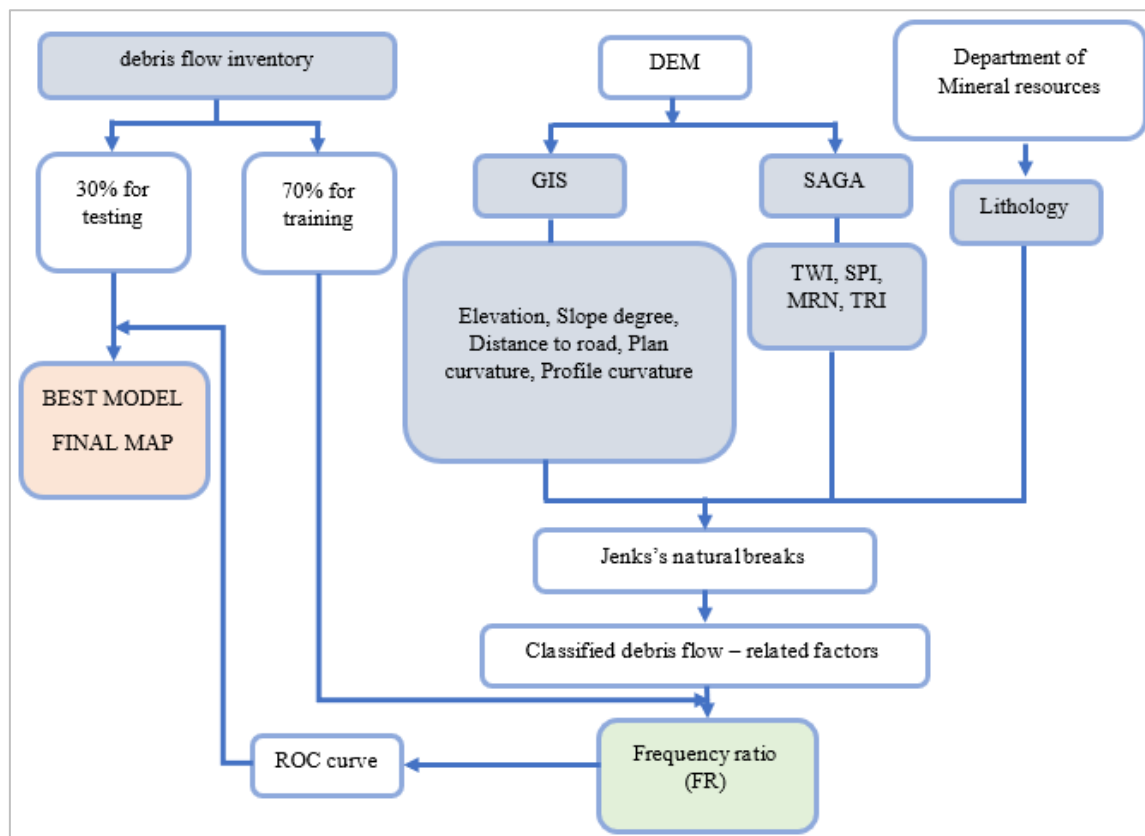 debris flow inventory
DEM
Department of
Mineral resources
30% for
testing
70% for
training
GIS
SAGA
Lithology
Elevation, Slope degree,
Distance to road, Plan
curvature, Profile curvature
TWI, SPI,
MRN, TRI
BEST MODEL
FINAL MAP
Jenks’s natural breaks
Classified debris flow – related factors
ROC curve
Frequency ratio
(FR)